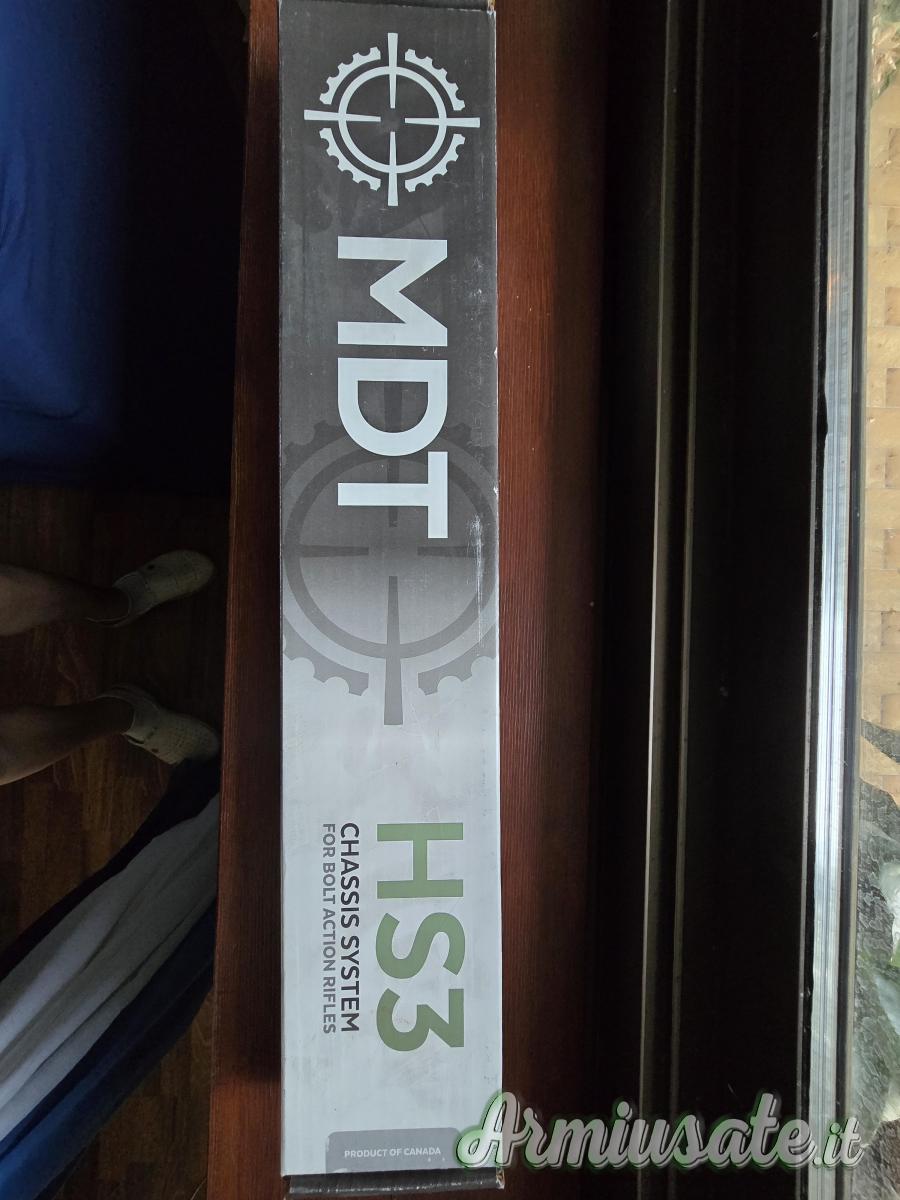 MDT
HS3
CHASSIS SYSTEM
FOR BOLT ACTION RIFLES
PRODUCT OF CANADA
Armiusate.it